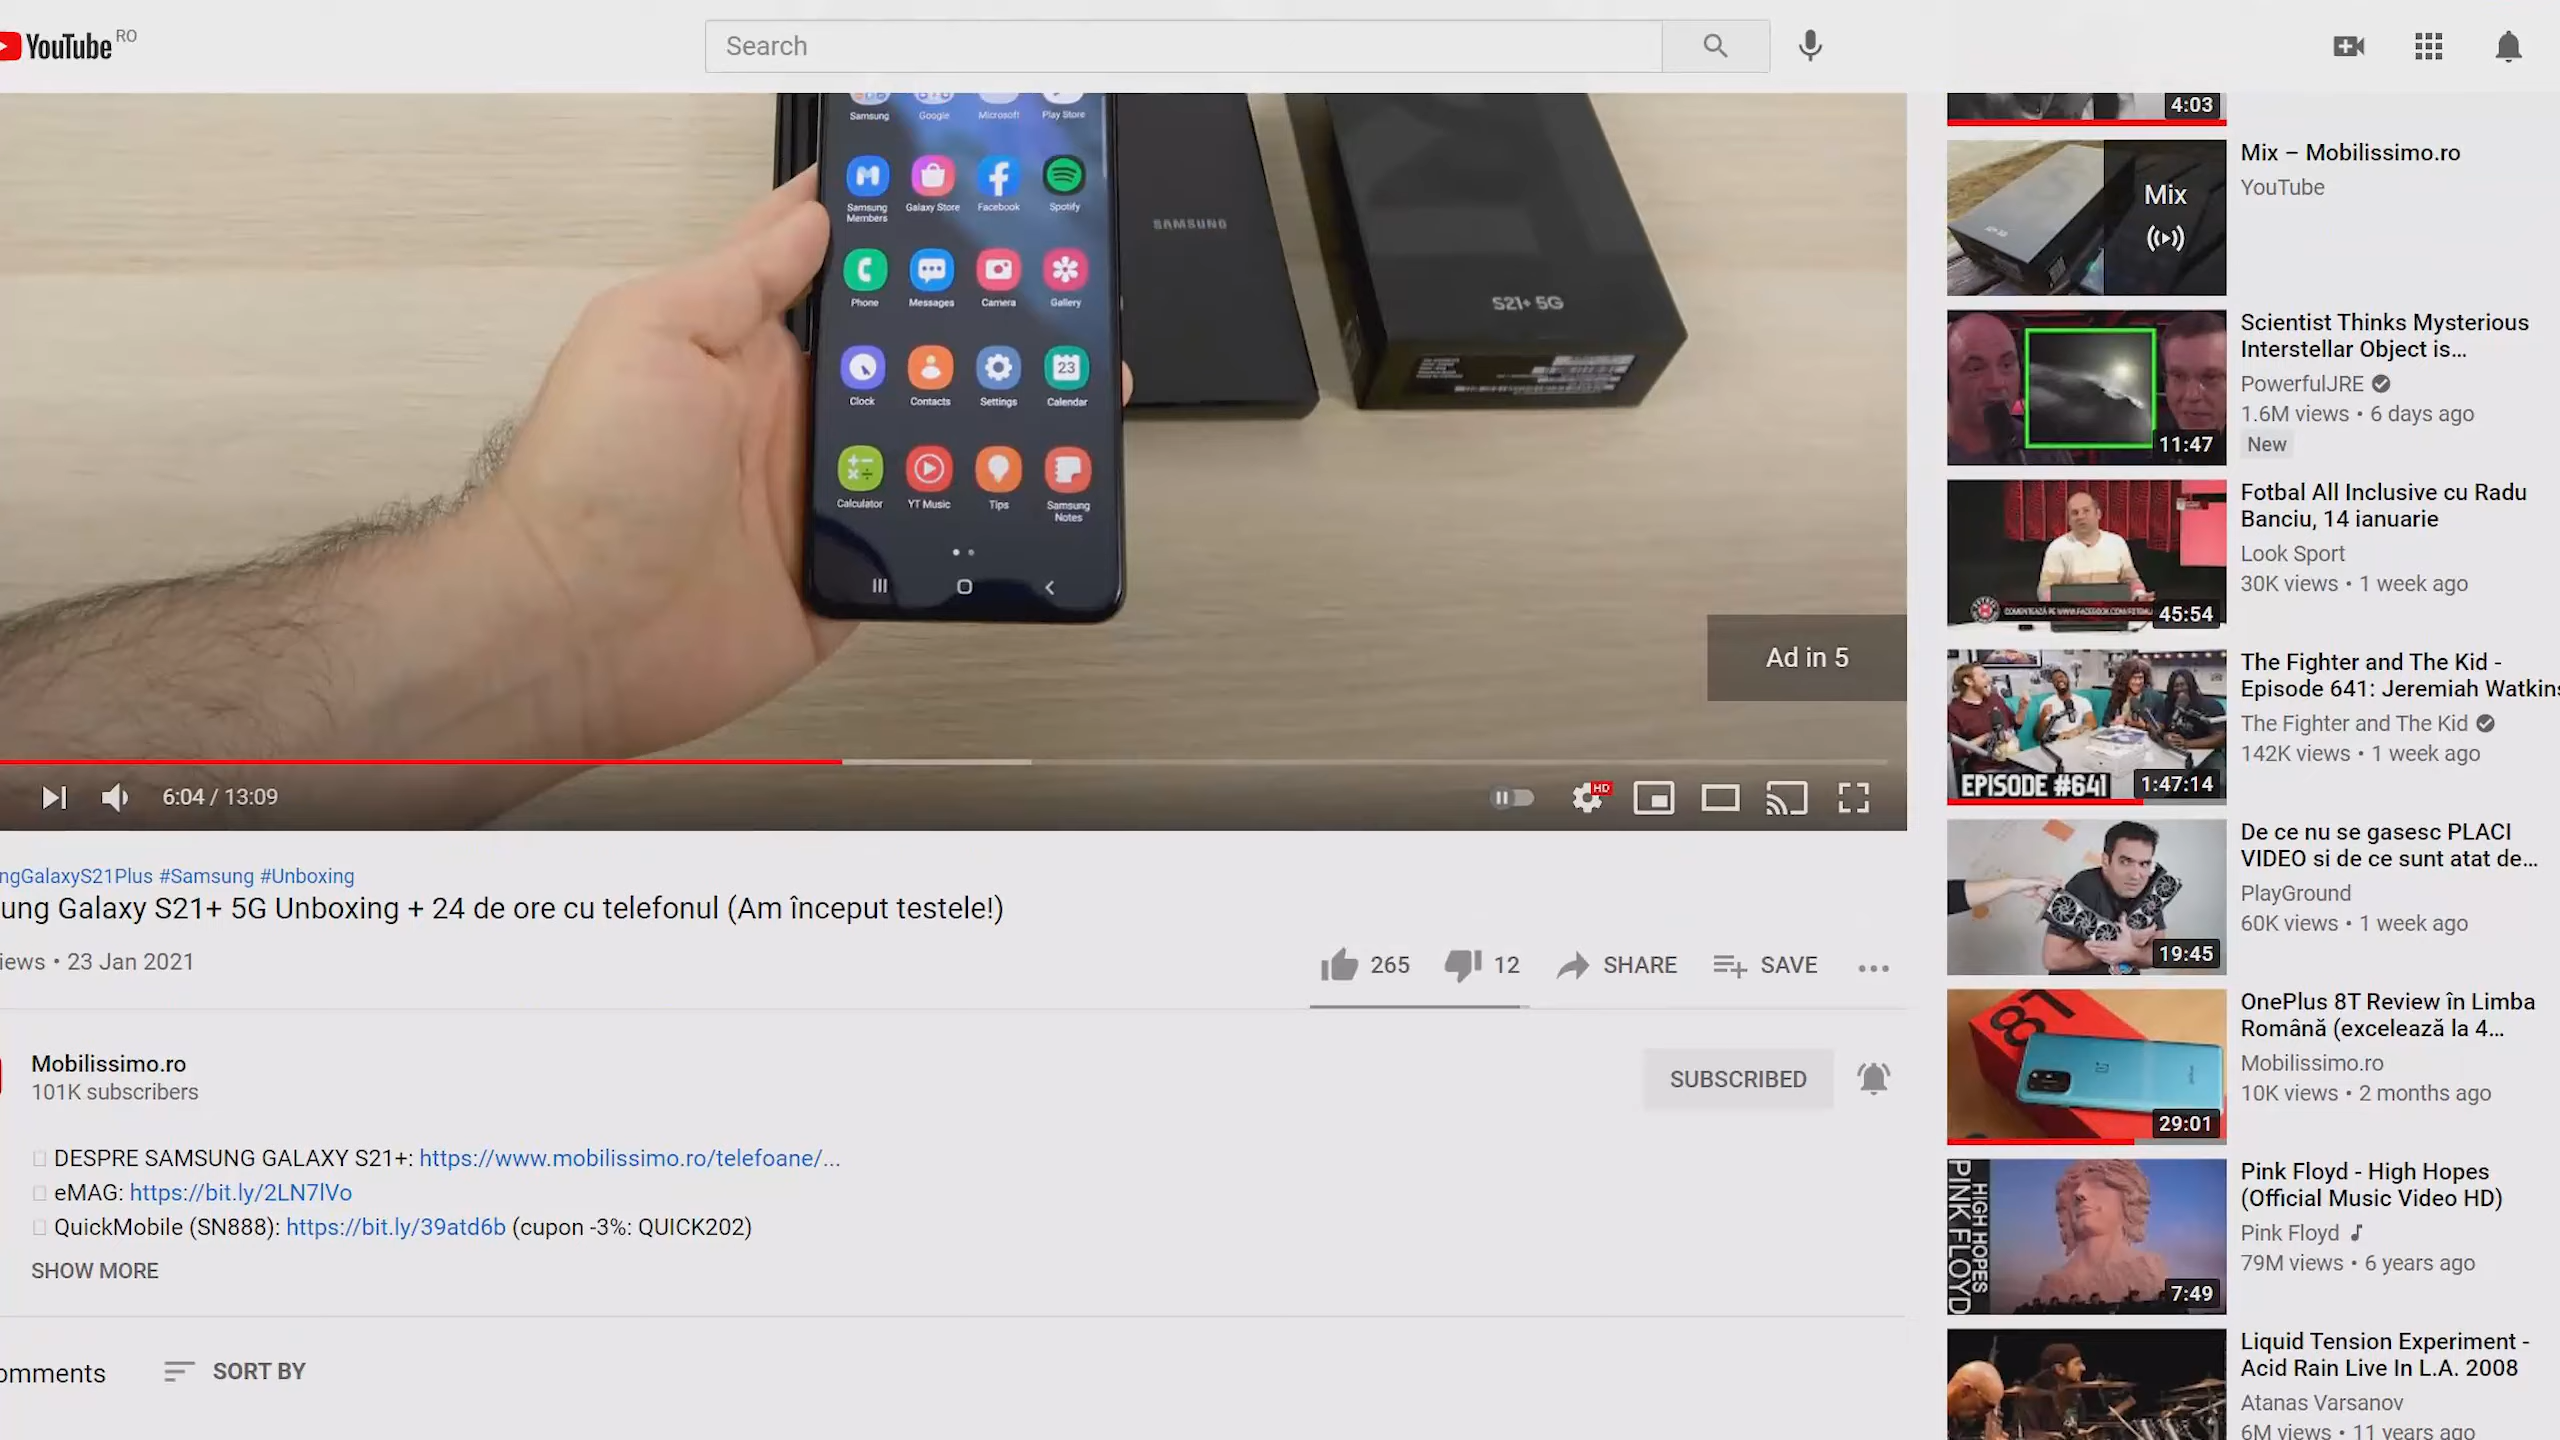 YouTube RO
Search
Samsung
Google
Microsoft
Play Store
Samsung
Members
Galaxy Store
Facebook
Spotify
Phone
Messages
Camera
Gallery
Clock
Contacts
Settings
23
Calendar
Calculator
YT Music
Tips
Samsung
Notes
SAMSUNG
S21+ 5G
Ad in 5
6:04 / 13:09
HD
ngGalaxyS21Plus #Samsung #Unboxing
ung Galaxy S21+ 5G Unboxing + 24 de ore cu telefonul (Am început testele!)
iews • 23 Jan 2021
265
12
SHARE
SAVE
Mobilissimo.ro
101K subscribers
SUBSCRIBED
DESPRE SAMSUNG GALAXY S21+: https://www.mobilissimo.ro/telefoane/...
eMAG: https://bit.ly/2LN7lVo
QuickMobile (SN888): https://bit.ly/39atd6b (cupon -3%: QUICK202)
SHOW MORE
omments
SORT BY
4:03
Mix
Mix – Mobilissimo.ro
YouTube
11:47
Scientist Thinks Mysterious
Interstellar Object is...
PowerfulJRE
1.6M views • 6 days ago
New
45:54
Fotbal All Inclusive cu Radu
Banciu, 14 ianuarie
Look Sport
30K views • 1 week ago
EPISODE #641
1:47:14
The Fighter and The Kid -
Episode 641: Jeremiah Watkins
The Fighter and The Kid
142K views • 1 week ago
19:45
De ce nu se gasesc PLACI
VIDEO si de ce sunt atat de...
PlayGround
60K views • 1 week ago
8T
29:01
OnePlus 8T Review în Limba
Română (excelează la 4...
Mobilissimo.ro
10K views • 2 months ago
HIGH HOPES
PINK FLOYD
7:49
Pink Floyd - High Hopes
(Official Music Video HD)
Pink Floyd
79M views • 6 years ago
Liquid Tension Experiment -
Acid Rain Live In L.A. 2008
Atanas Varsanov
6M views • 11 years ago